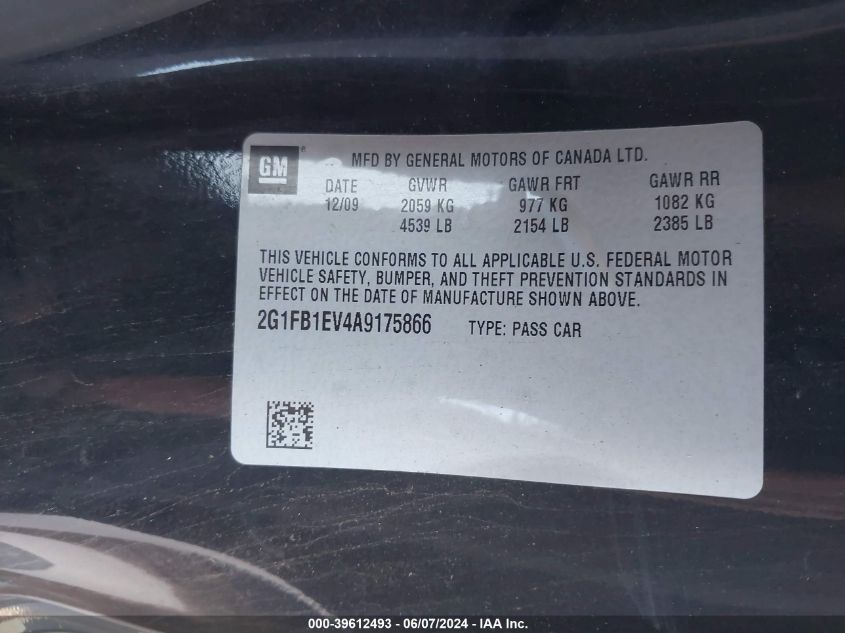 GM ® MFD BY GENERAL MOTORS OF CANADA LTD.
DATE GVWR GAWR FRT GAWR RR
12/09 2059 KG 977 KG 1082 KG
4539 LB 2154 LB 2385 LB
THIS VEHICLE CONFORMS TO ALL APPLICABLE U.S. FEDERAL MOTOR
VEHICLE SAFETY, BUMPER, AND THEFT PREVENTION STANDARDS IN
EFFECT ON THE DATE OF MANUFACTURE SHOWN ABOVE.
2G1FB1EV4A9175866 TYPE: PASS CAR
000-39612493 - 06/07/2024 - IAA Inc.